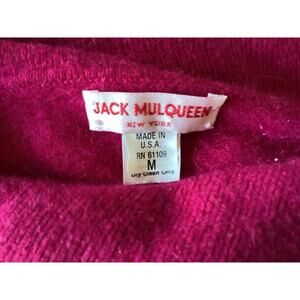 JACK MULQUEEN
NEW YORK
MADE IN
U.S.A.
RN 61109
M
Dry Clean Only